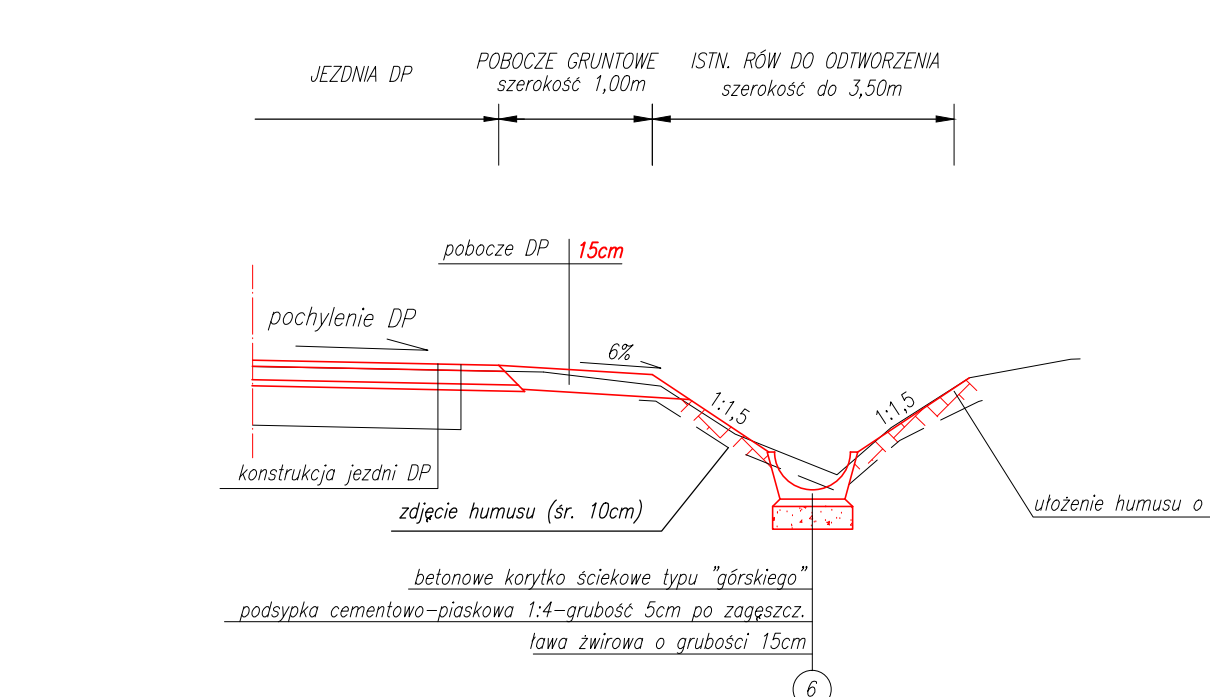 JEZDNIA DP
POBOCZE GRUNTOWE
szerokość 1,00m
ISTN. RÓW DO ODTWORZENIA
szerokość do 3,50m
pobocze DP 15cm
pochylenie DP
6%
1:1,5
1:1,5
konstrukcja jezdni DP
zdjęcie humusu (śr. 10cm)
ułożenie humusu o
betonowe korytko ściekowe typu "górskiego"
podsypka cementowo-piaskowa 1:4-grubość 5cm po zagęszcz.
ława żwirowa o grubości 15cm
6